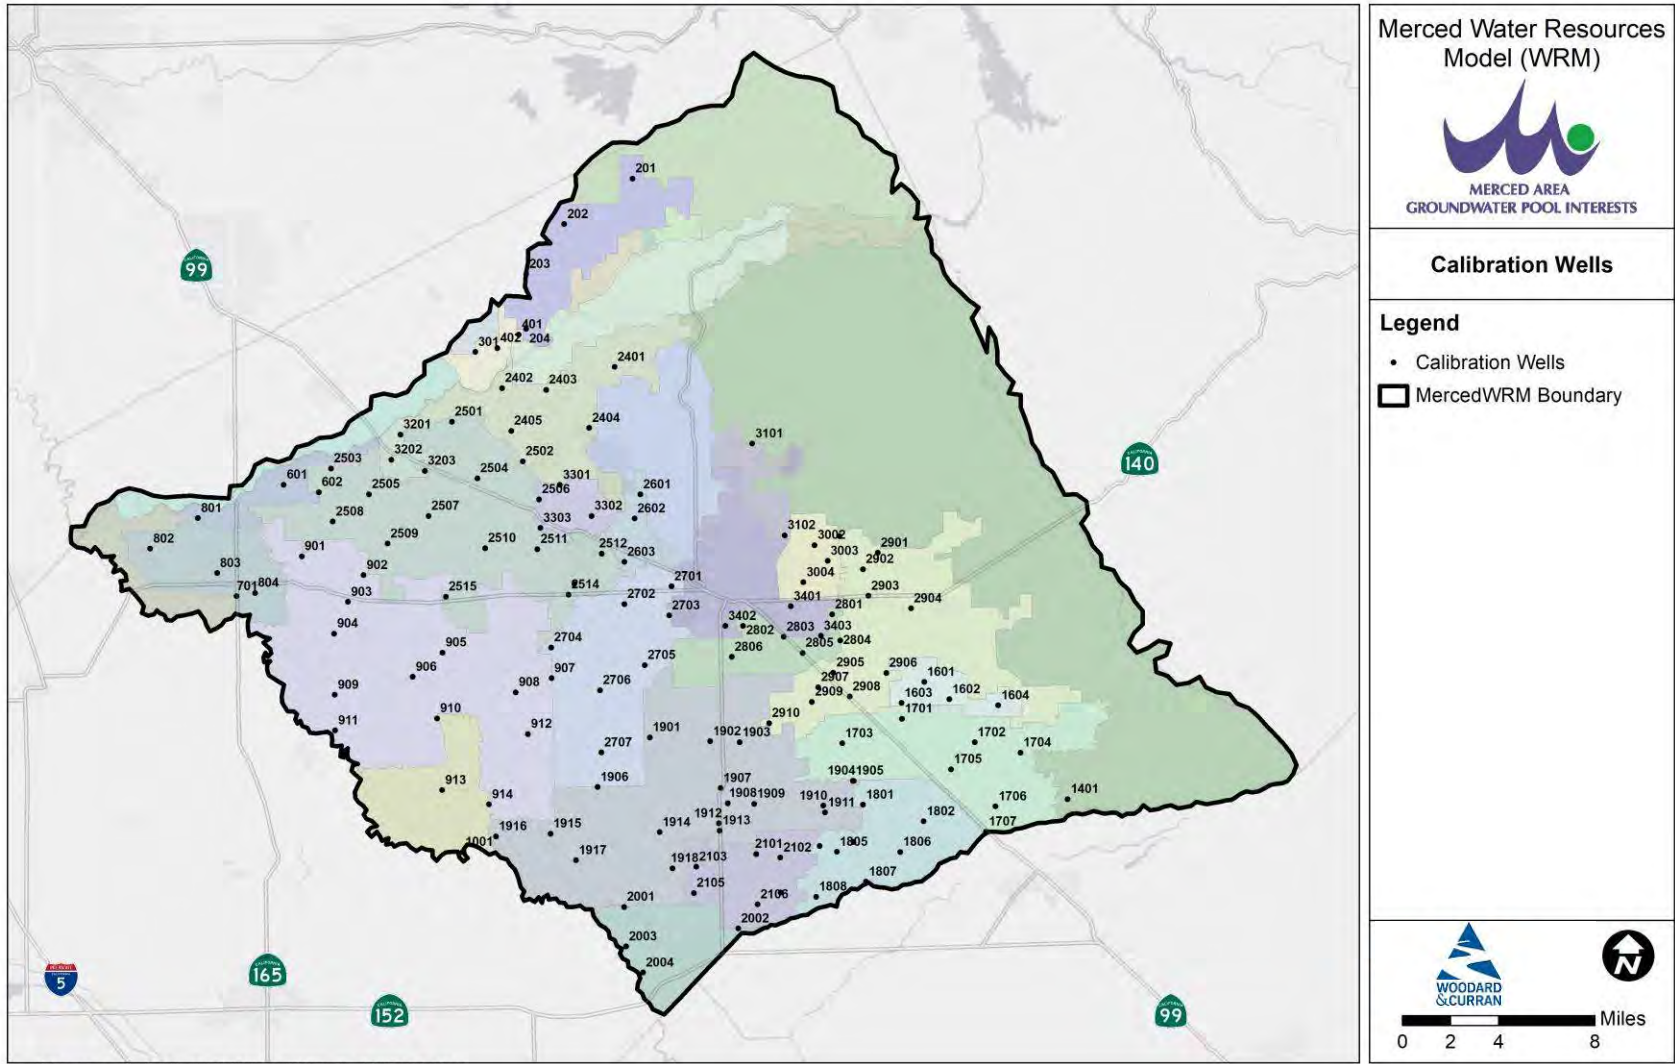 Merced Water Resources
Model (WRM)
MERCED AREA
GROUNDWATER POOL INTERESTS
Calibration Wells
Legend
Calibration Wells
MercedWRM Boundary
WOODARD
&CURRAN
N
Miles
0 2 4 8
201
202
99
203
401
301 402 204
2401
2402 2403
2501
2405 2404
3201
3101
3202
2503 3203 2502
140
601 2504 3301
602 2505 2506 2601
801 2507 3302 2602
2508 3303
3102
802 2509 2510 2511 2512 3002
901 2603 3003 2901
803 902 2902
701 804 2515 2514 2701 3004
903 2702 2903
2703 3401 2801 2904
904 3402
2802 2803 3403
905 2704 2806 2805 2804
906 2705
907 2905 2906
908 2706 2907 1601
909 2909 2908 1603 1602 1604
910 2910 1701
911 912 1901 1902 1903 1703 1702
2707 1704
1904 1905 1705
913 1906 1907
914 1908 1909 1910 1801 1401
1912 1911 1706
1001 1916 1915 1914 1913 1802 1707
1917 2101 2102 1805 1806
1918 2103
2105 1807
2106 1808
2001
2002
2003
2004
5
165
152
99